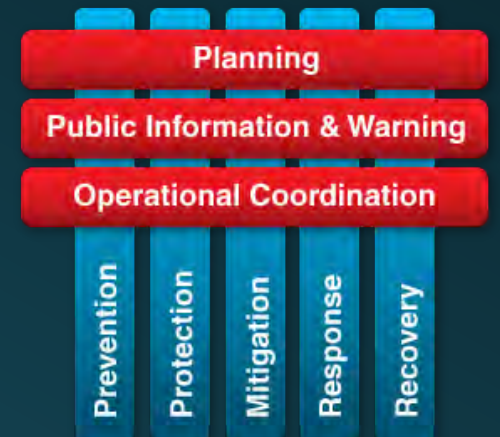 Planning
Public Information & Warning
Operational Coordination
Prevention
Protection
Mitigation
Response
Recovery